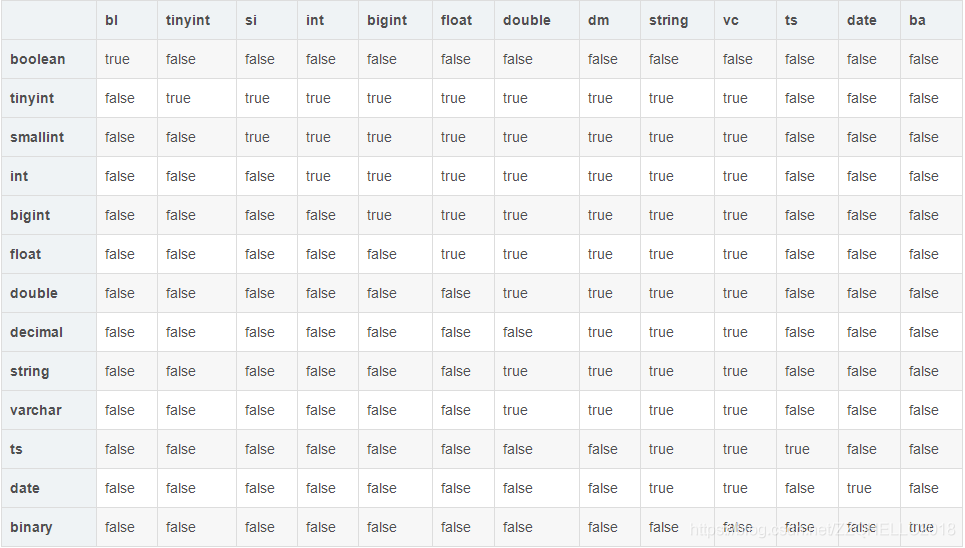 bl tinyint si int bigint float double dm string vc ts date ba
boolean true false false false false false false false false false false false false
tinyint false true true true true true true true true true false false false
smallint false false true true true true true true true true false false false
int false false false true true true true true true true false false false
bigint false false false false true true true true true true false false false
float false false false false false true true true true true false false false
double false false false false false false true true true true false false false
decimal false false false false false false false true true true false false false
string false false false false false false true true true true false false false
varchar false false false false false false true true true true false false false
ts false false false false false false false false true true true false false
date false false false false false false false false true true false true false
binary false false false false false false false false false false false false true